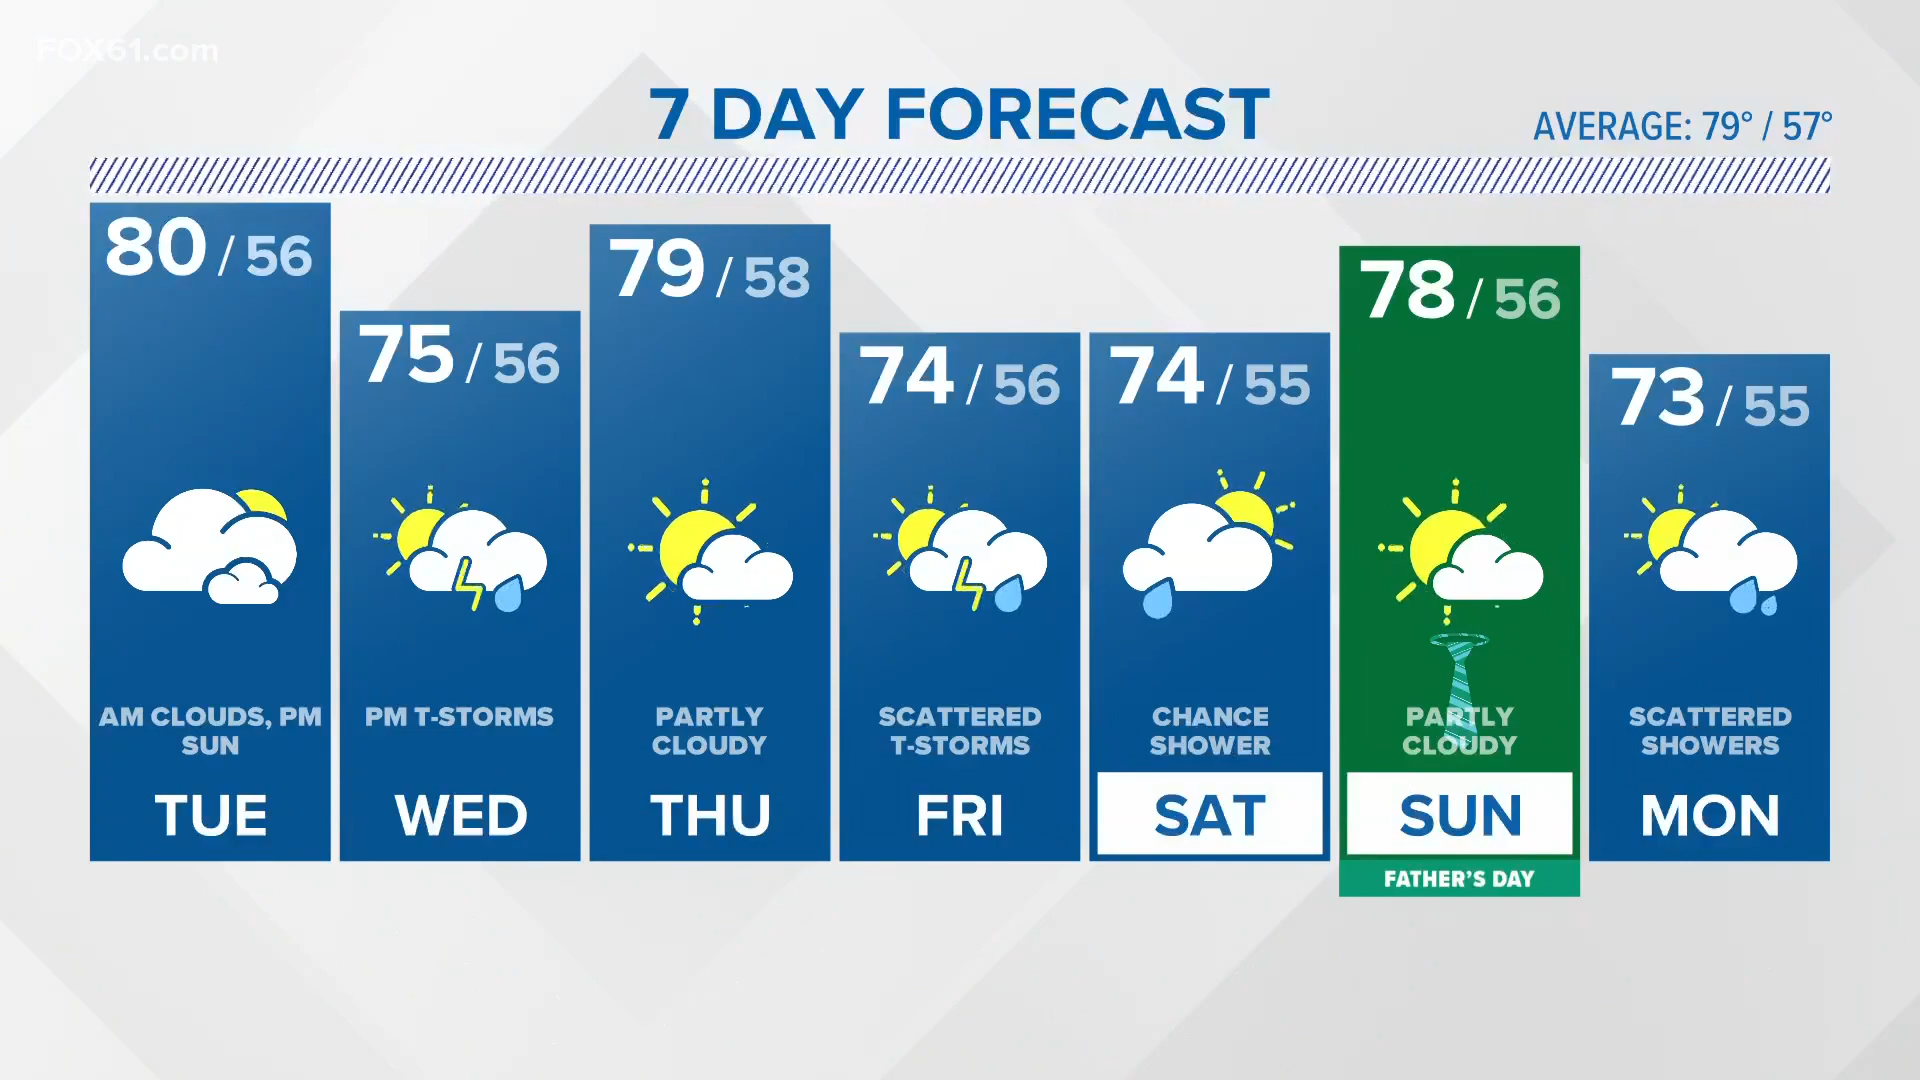 FOX61.com
7 DAY FORECAST
AVERAGE: 79° / 57°
80 / 56
AM CLOUDS, PM
SUN
TUE
75 / 56
PM T-STORMS
WED
79 / 58
PARTLY
CLOUDY
THU
74 / 56
SCATTERED
T-STORMS
FRI
74 / 55
CHANCE
SHOWER
SAT
78 / 56
PARTLY
CLOUDY
SUN
FATHER'S DAY
73 / 55
SCATTERED
SHOWERS
MON